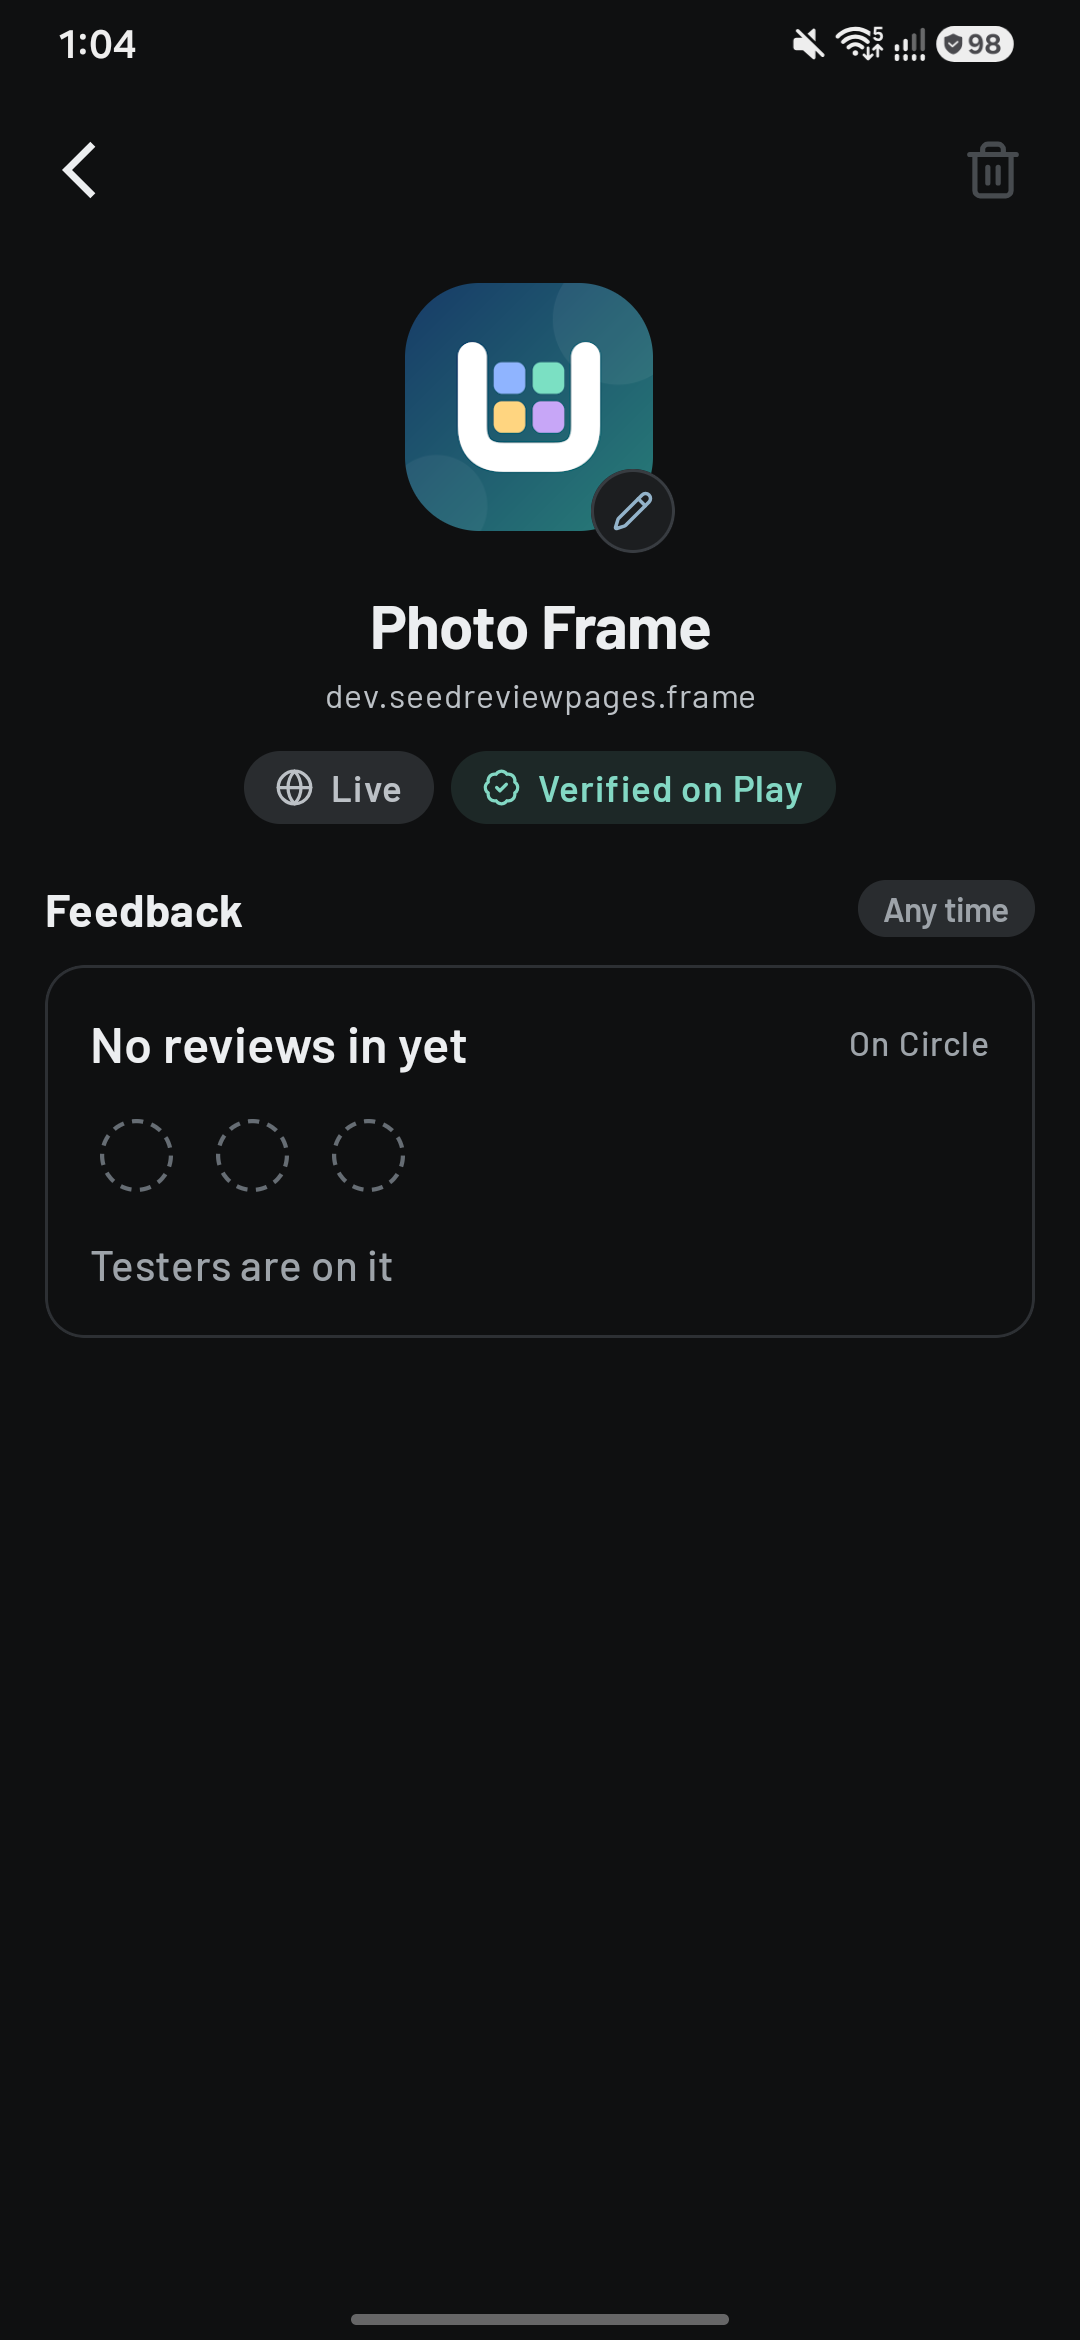 1:04
5
98
Photo Frame
dev.seedreviewpages.frame
Live
Verified on Play
Feedback
Any time
No reviews in yet
On Circle
Testers are on it